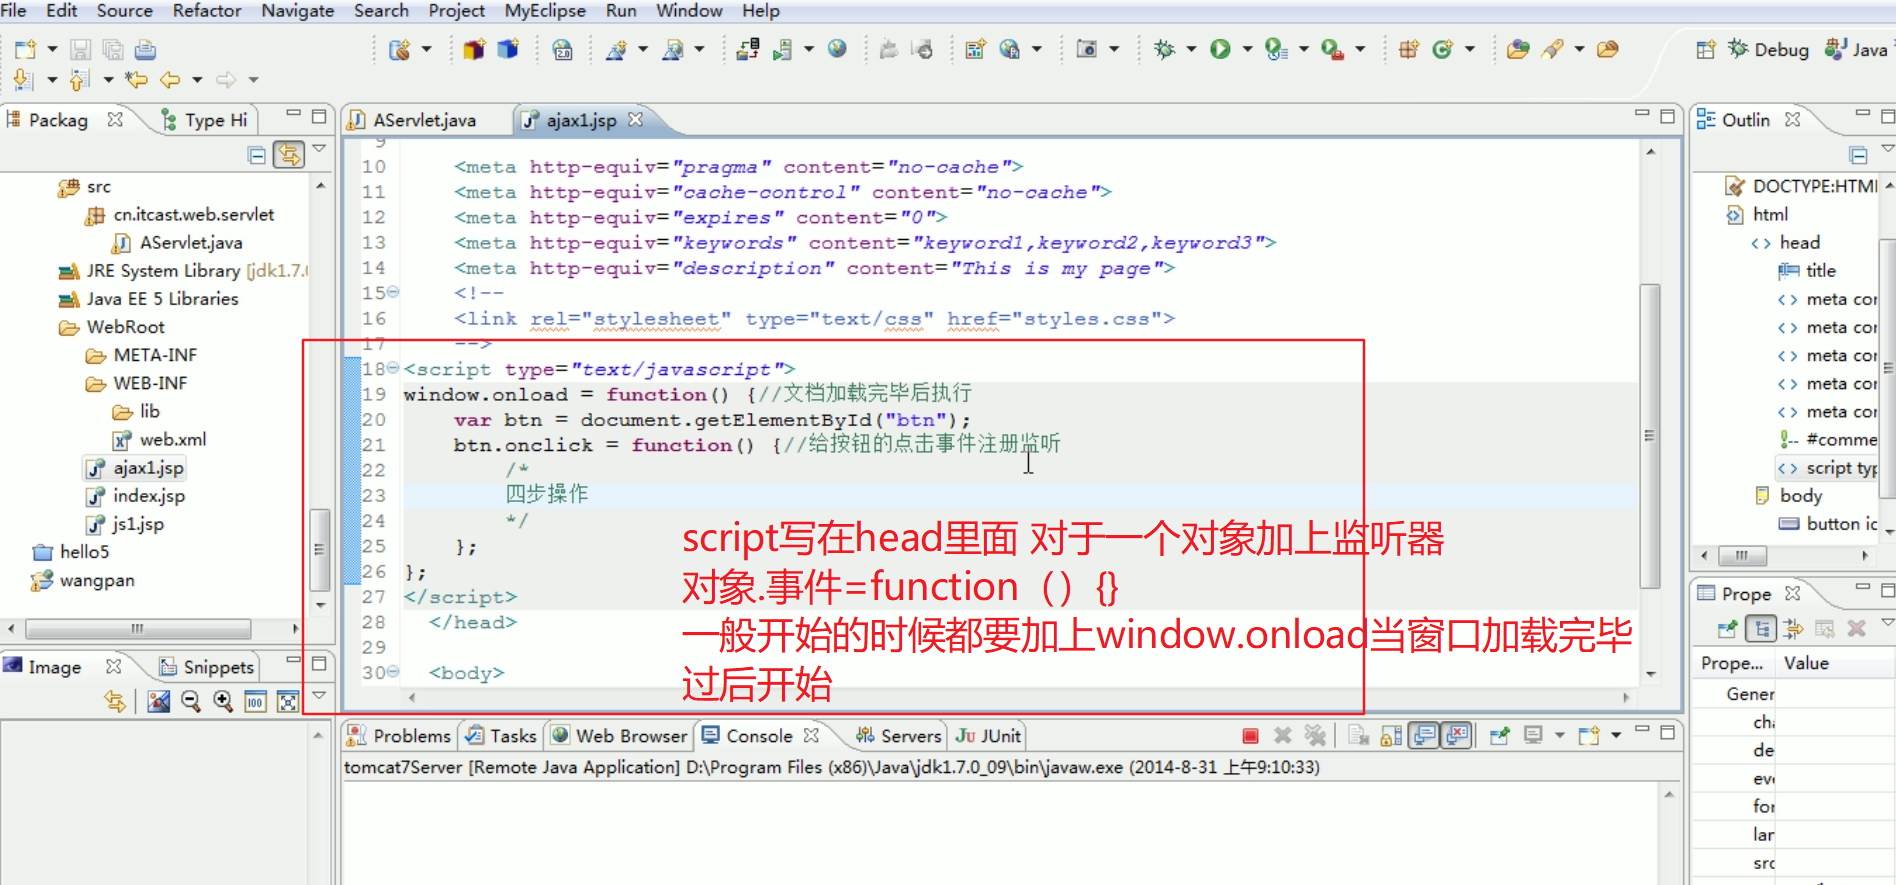 File Edit Source Refactor Navigate Search Project MyEclipse Run Window Help
Debug Java
Packag Type Hi
AServlet.java ajax1.jsp
Outlin
src
cn.itcast.web.servlet
AServlet.java
JRE System Library [jdk1.7.0
Java EE 5 Libraries
WebRoot
META-INF
WEB-INF
lib
web.xml
ajax1.jsp
index.jsp
js1.jsp
hello5
wangpan
9
10 <meta http-equiv="pragma" content="no-cache">
11 <meta http-equiv="cache-control" content="no-cache">
12 <meta http-equiv="expires" content="0">
13 <meta http-equiv="keywords" content="keyword1,keyword2,keyword3">
14 <meta http-equiv="description" content="This is my page">
15 <!--
16 <link rel="stylesheet" type="text/css" href="styles.css">
17 -->
18 <script type="text/javascript">
19 window.onload = function() {//文档加载完毕后执行
20 var btn = document.getElementById("btn");
21 btn.onclick = function() {//给按钮的点击事件注册监听
22 /*
23 四步操作
24 */
25 };
26 };
27 </script>
28 </head>
29
30 <body>
script写在head里面 对于一个对象加上监听器
对象.事件=function（）{}
一般开始的时候都要加上window.onload当窗口加载完毕
过后开始
DOCTYPE:HTML
html
head
title
meta cor
meta cor
meta cor
meta cor
meta cor
#comme
script typ
body
button id
Prope
Prope... Value
Gener
cha
de
eve
for
lan
src
Image Snippets
100
Problems Tasks Web Browser Console Servers JUnit
tomcat7Server [Remote Java Application] D:\Program Files (x86)\Java\jdk1.7.0_09\bin\javaw.exe (2014-8-31 上午9:10:33)